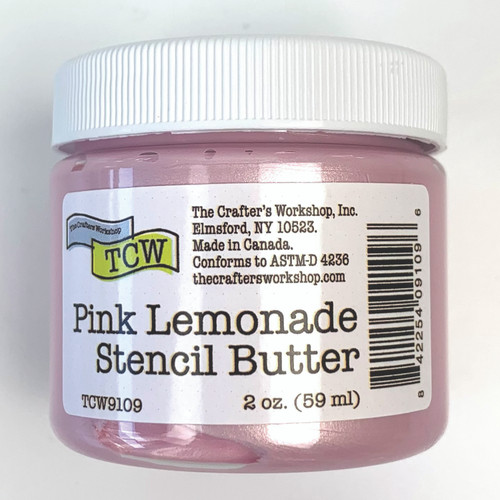 The Crafters Workshop
TCW
The Crafter's Workshop, Inc.
Elmsford, NY 10523.
Made in Canada.
Conforms to ASTM-D 4236
thecraftersworkshop.com
Pink Lemonade
Stencil Butter
TCW9109
2 oz. (59 ml)
8 42254 09109 6